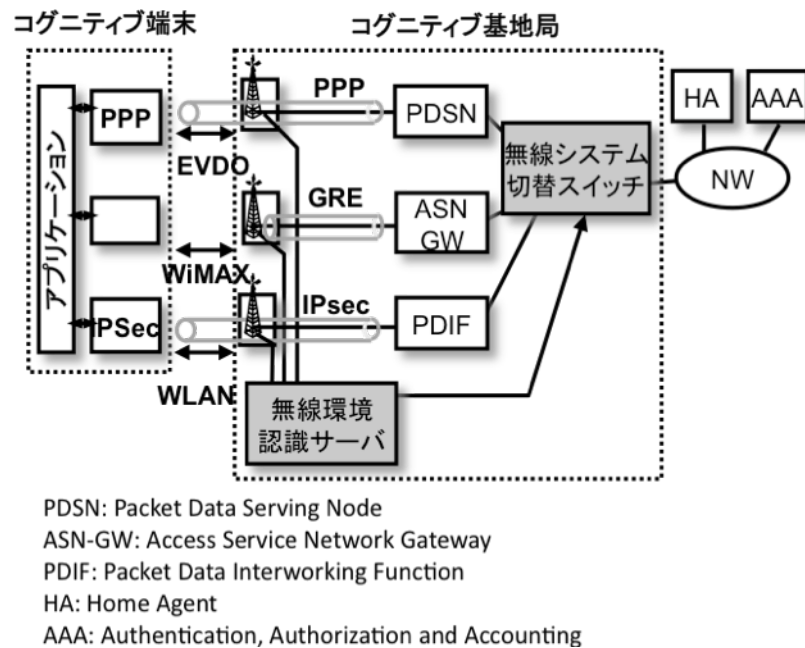 コグニティブ端末
コグニティブ基地局
アプリケーション
PPP
IPSec
EVDO
WiMAX
WLAN
PPP
GRE
IPsec
PDSN
ASN
GW
PDIF
無線システム
切替スイッチ
無線環境
認識サーバ
HA
AAA
NW
PDSN: Packet Data Serving Node
ASN-GW: Access Service Network Gateway
PDIF: Packet Data Interworking Function
HA: Home Agent
AAA: Authentication, Authorization and Accounting